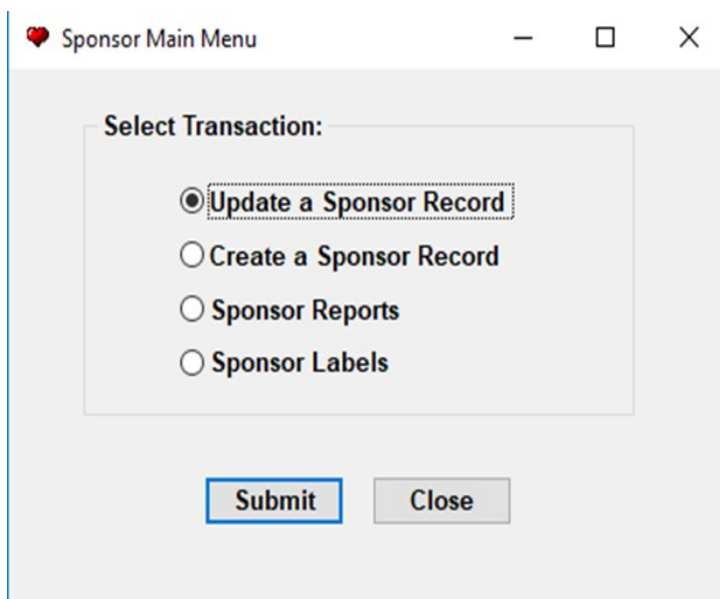 Sponsor Main Menu
Select Transaction:
Update a Sponsor Record
Create a Sponsor Record
Sponsor Reports
Sponsor Labels
Submit Close